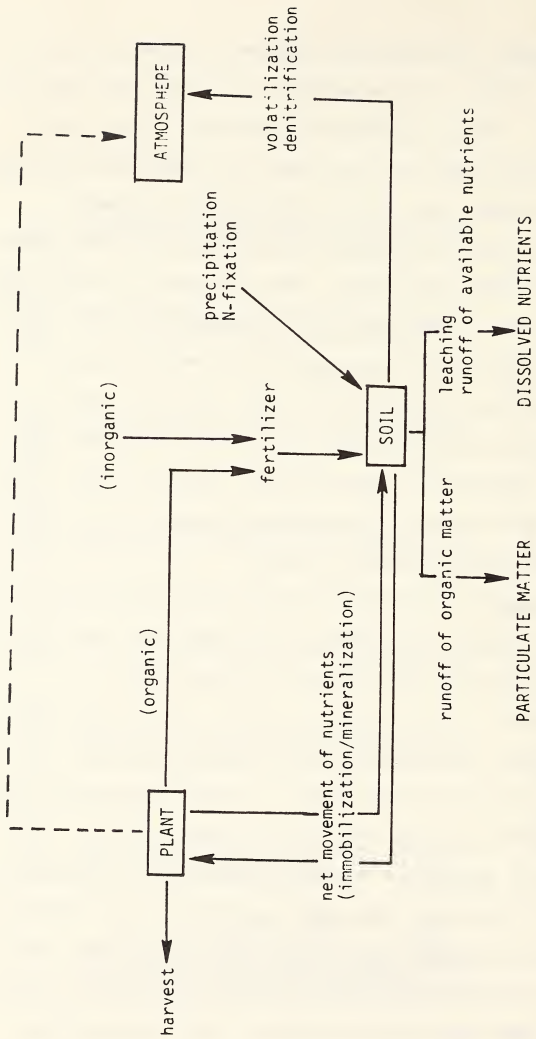 ATMOSPHEPE
volatilization
denitrification
precipitation
N-fixation
(inorganic)
fertilizer
(organic)
PLANT
harvest
SOIL
net movement of nutrients
(immobilization/mineralization)
leaching
runoff of available nutrients
runoff of organic matter
DISSOLVED NUTRIENTS
PARTICULATE MATTER